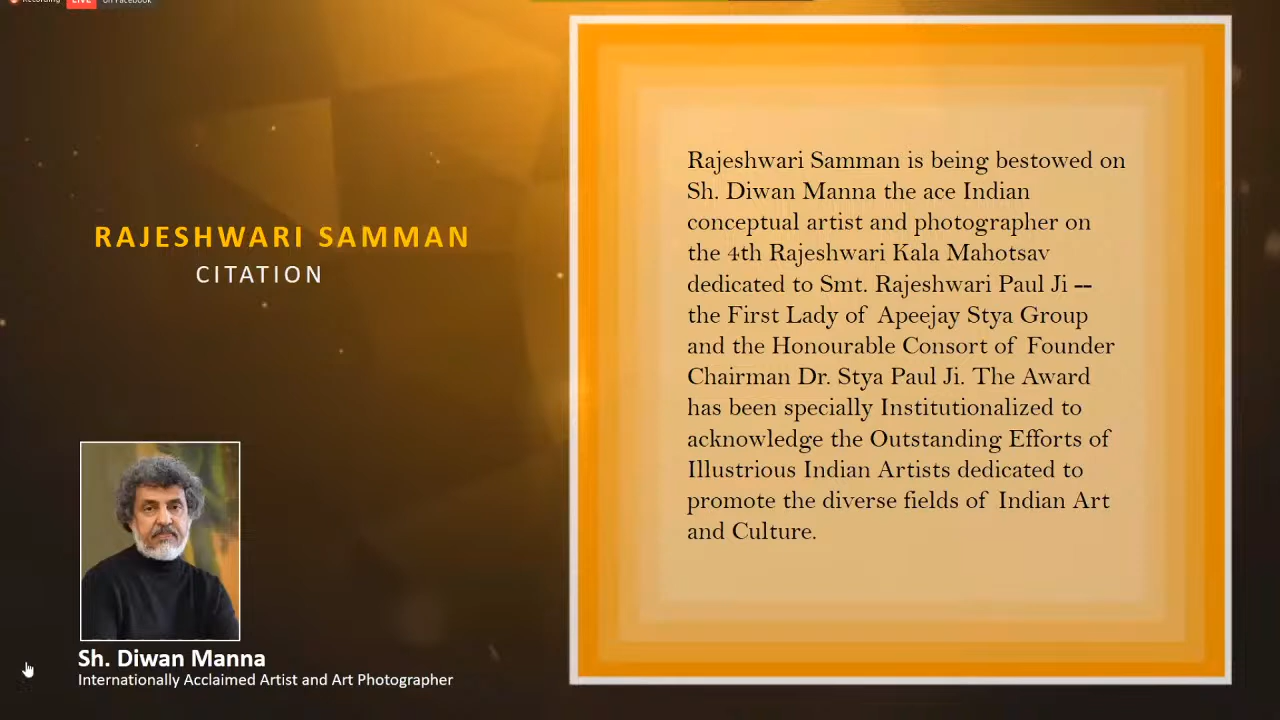 Recording LIVE on Facebook
RAJESHWARI SAMMAN
CITATION
Rajeshwari Samman is being bestowed on
Sh. Diwan Manna the ace Indian
conceptual artist and photographer on
the 4th Rajeshwari Kala Mahotsav
dedicated to Smt. Rajeshwari Paul Ji --
the First Lady of Apeejay Stya Group
and the Honourable Consort of Founder
Chairman Dr. Stya Paul Ji. The Award
has been specially Institutionalized to
acknowledge the Outstanding Efforts of
Illustrious Indian Artists dedicated to
promote the diverse fields of Indian Art
and Culture.
Sh. Diwan Manna
Internationally Acclaimed Artist and Art Photographer